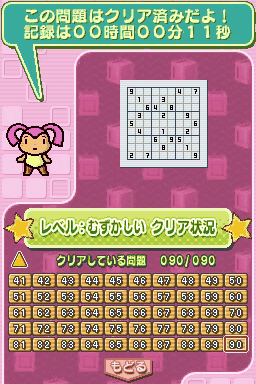 この問題はクリア済みだよ！
記録は００時間００分１１秒
レベル：むずかしい クリア状況
クリアしている問題 090/090
41 42 43 44 45 46 47 48 49 50
51 52 53 54 55 56 57 58 59 60
61 62 63 64 65 66 67 68 69 70
71 72 73 74 75 76 77 78 79 80
81 82 83 84 85 86 87 88 89 90
もどる